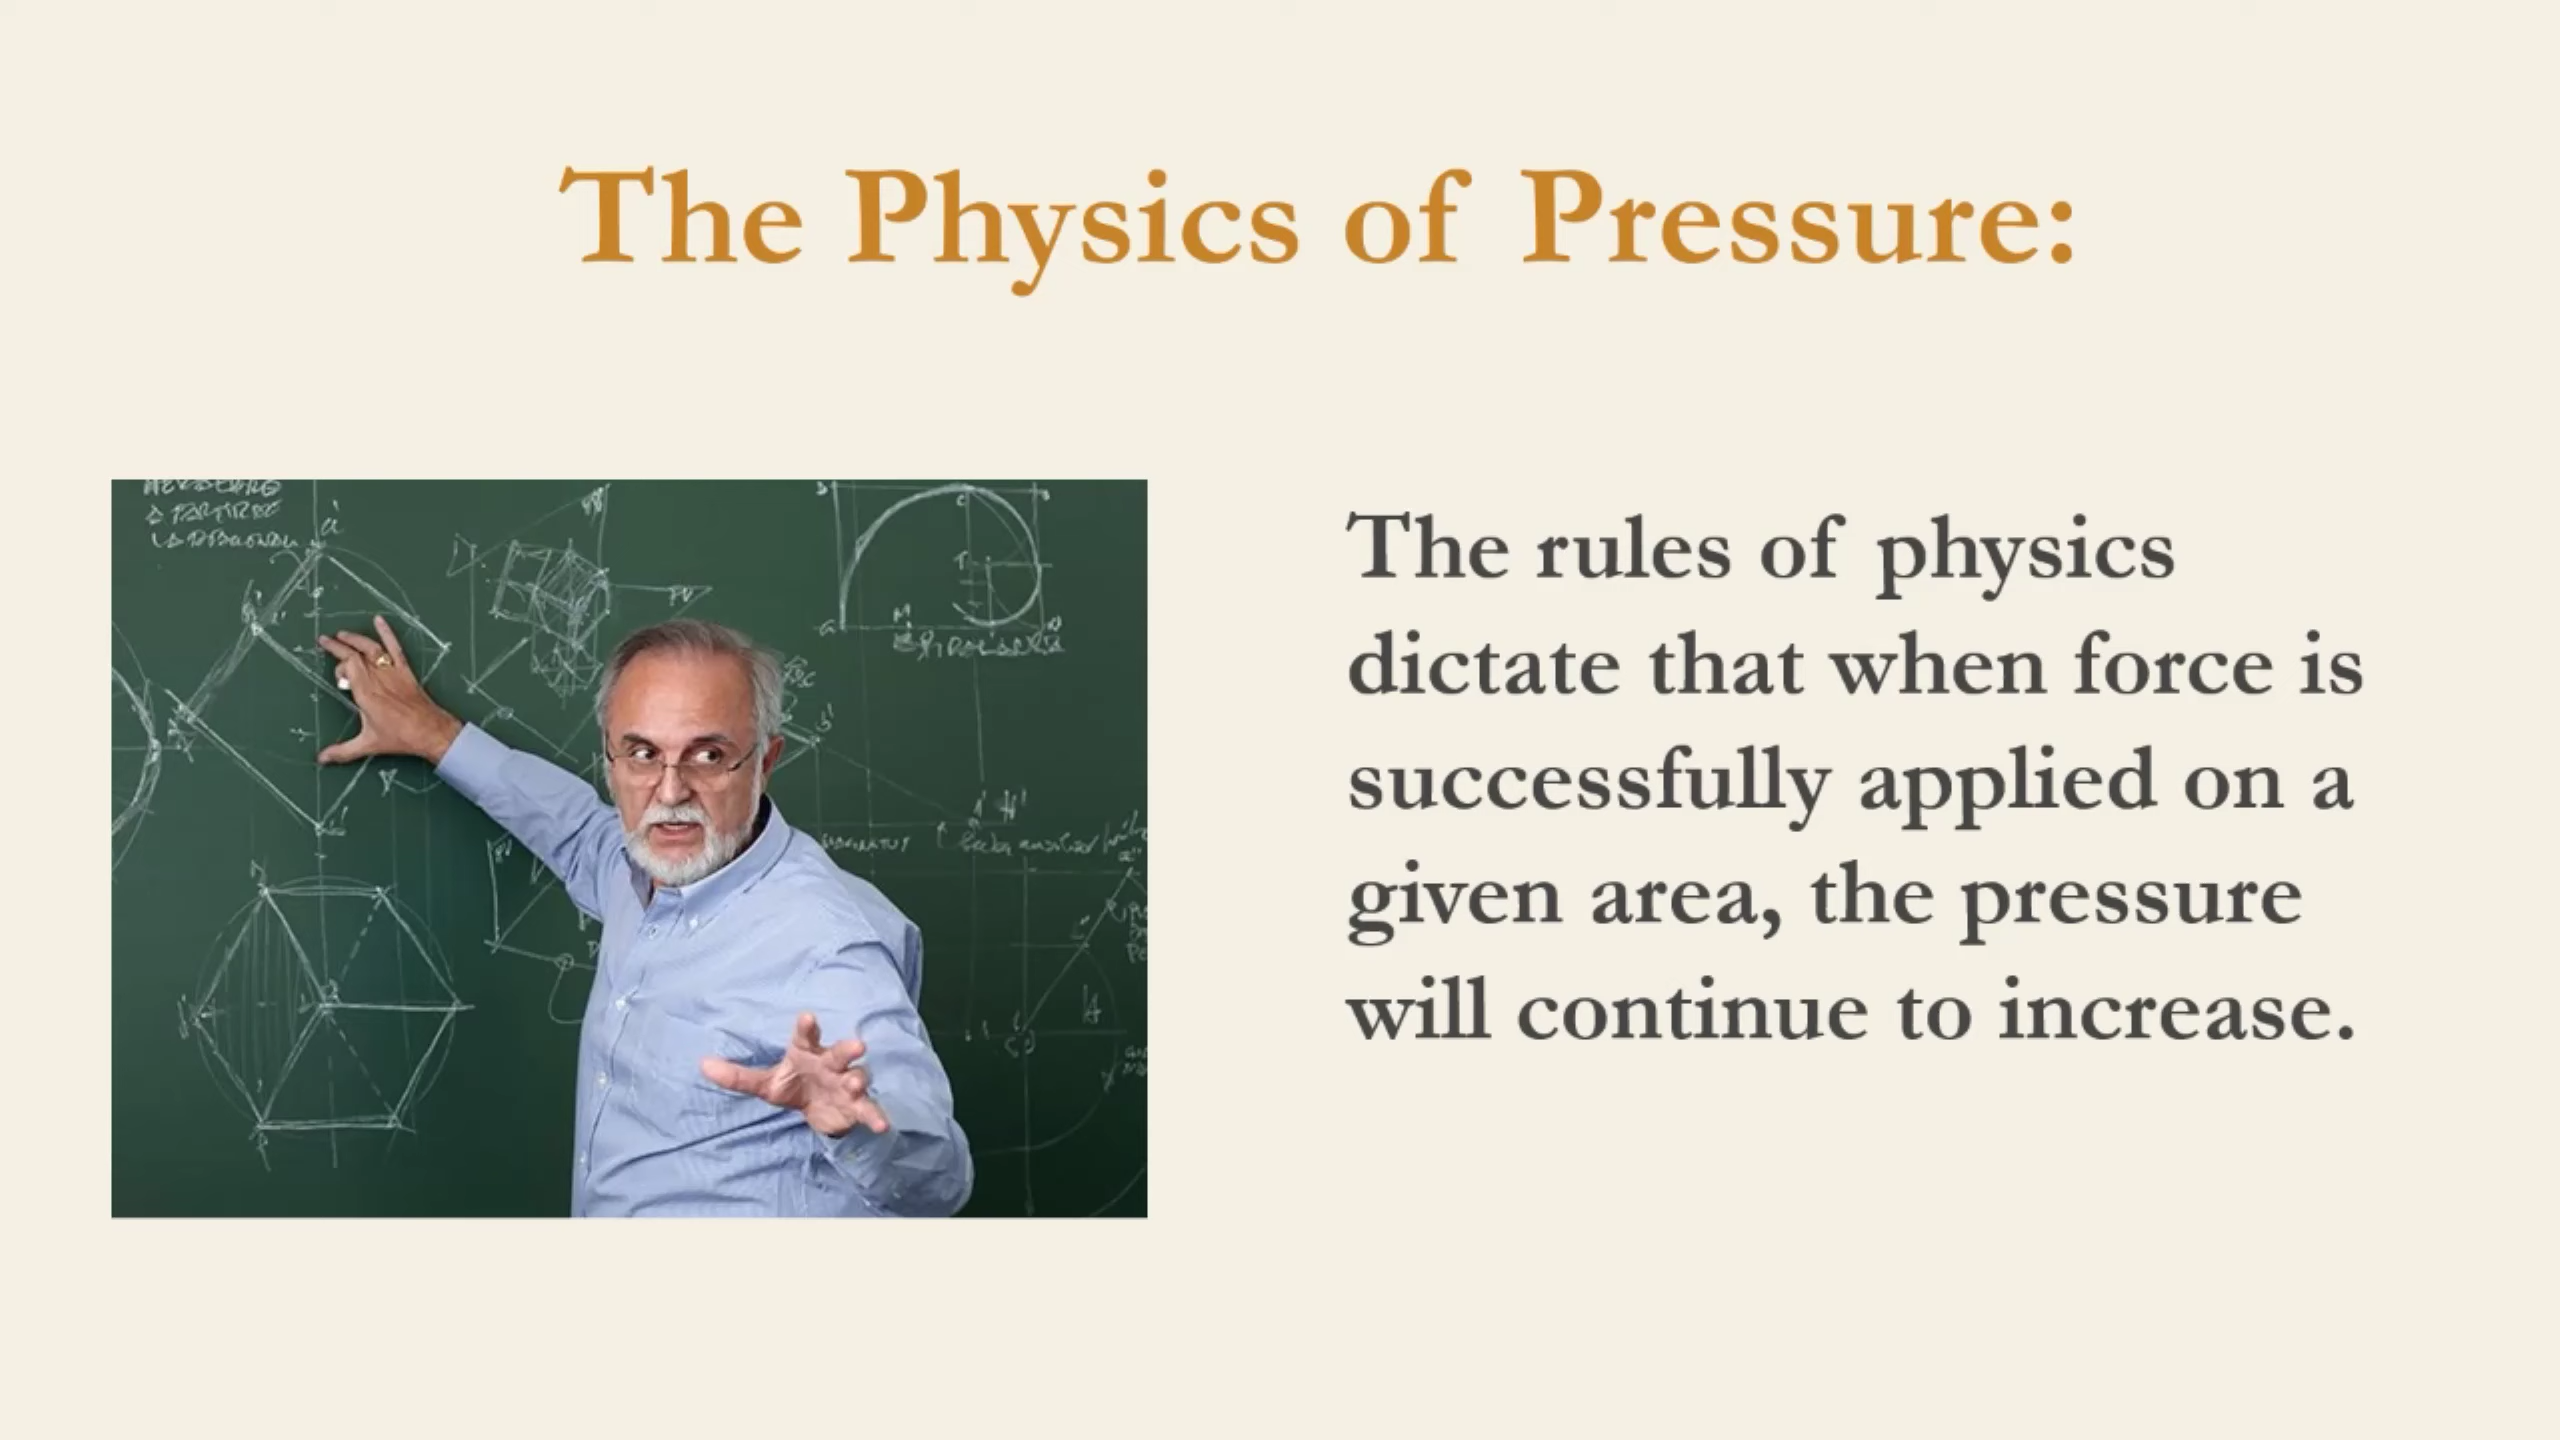 The Physics of Pressure:
The rules of physics
dictate that when force is
successfully applied on a
given area, the pressure
will continue to increase.